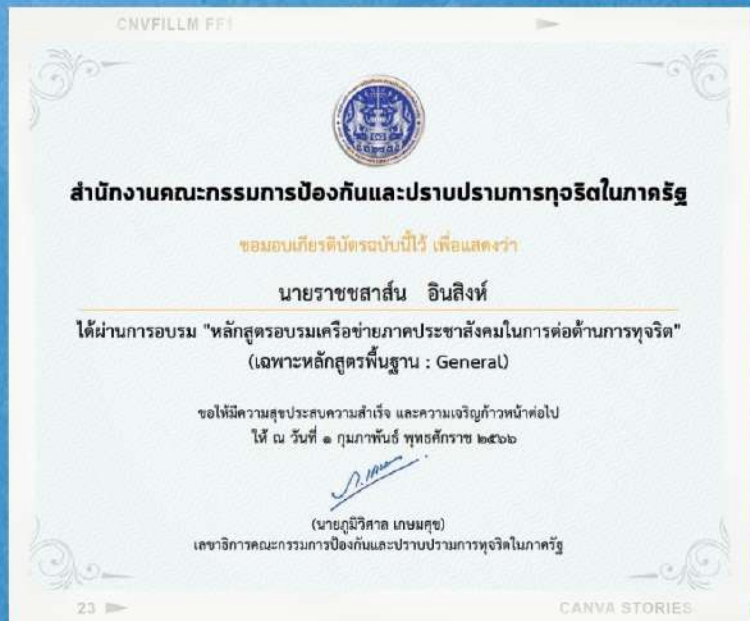 CNVFILLM FF1
สำนักงานคณะกรรมการป้องกันและปราบปรามการทุจริตในภาครัฐ
ขอมอบเกียรติบัตรฉบับนี้ไว้ เพื่อแสดงว่า
นายราชชสาส์น อินสิงห์
ได้ผ่านการอบรม "หลักสูตรอบรมเครือข่ายภาคประชาสังคมในการต่อต้านการทุจริต"
(เฉพาะหลักสูตรพื้นฐาน : General)
ขอให้มีความสุขประสบความสำเร็จ และความเจริญก้าวหน้าต่อไป
ให้ ณ วันที่ ๑ กุมภาพันธ์ พุทธศักราช ๒๕๖๖
(นายภูมิวิศาล เกษมศุข)
เลขาธิการคณะกรรมการป้องกันและปราบปรามการทุจริตในภาครัฐ
23
CANVA STORIES